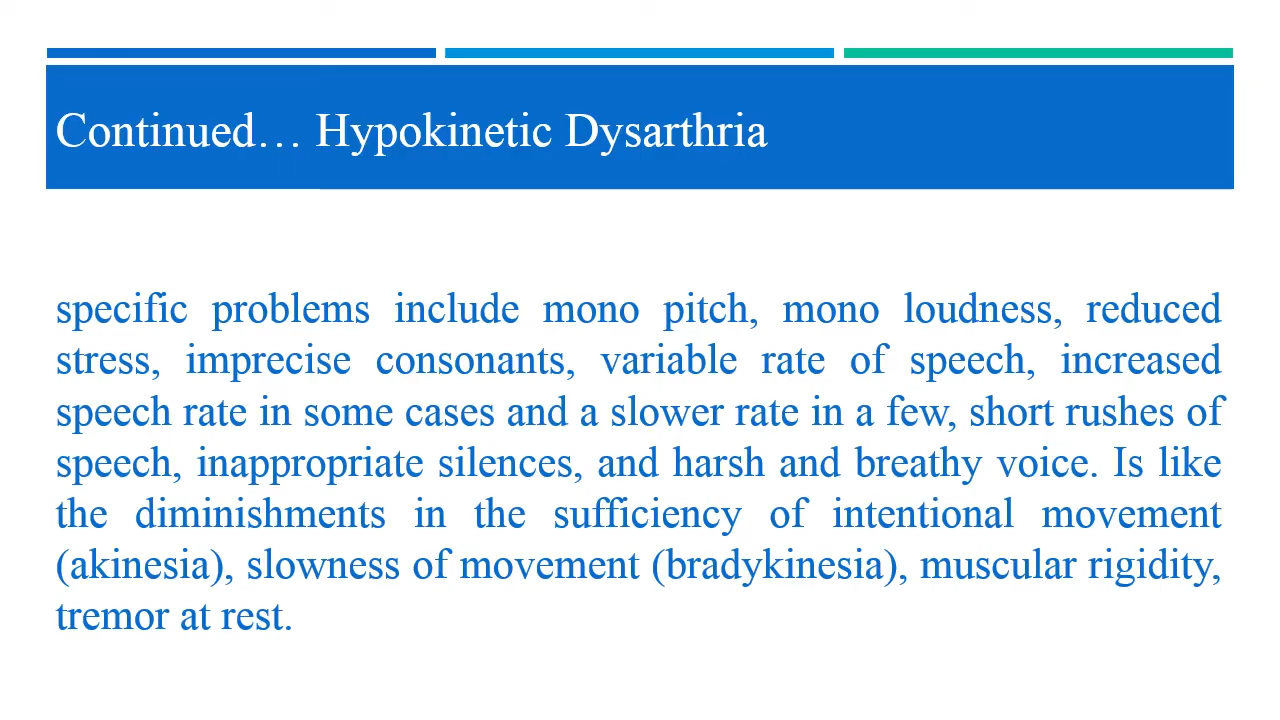 Continued… Hypokinetic Dysarthria
specific problems include mono pitch, mono loudness, reduced
stress, imprecise consonants, variable rate of speech, increased
speech rate in some cases and a slower rate in a few, short rushes of
speech, inappropriate silences, and harsh and breathy voice. Is like
the diminishments in the sufficiency of intentional movement
(akinesia), slowness of movement (bradykinesia), muscular rigidity,
tremor at rest.